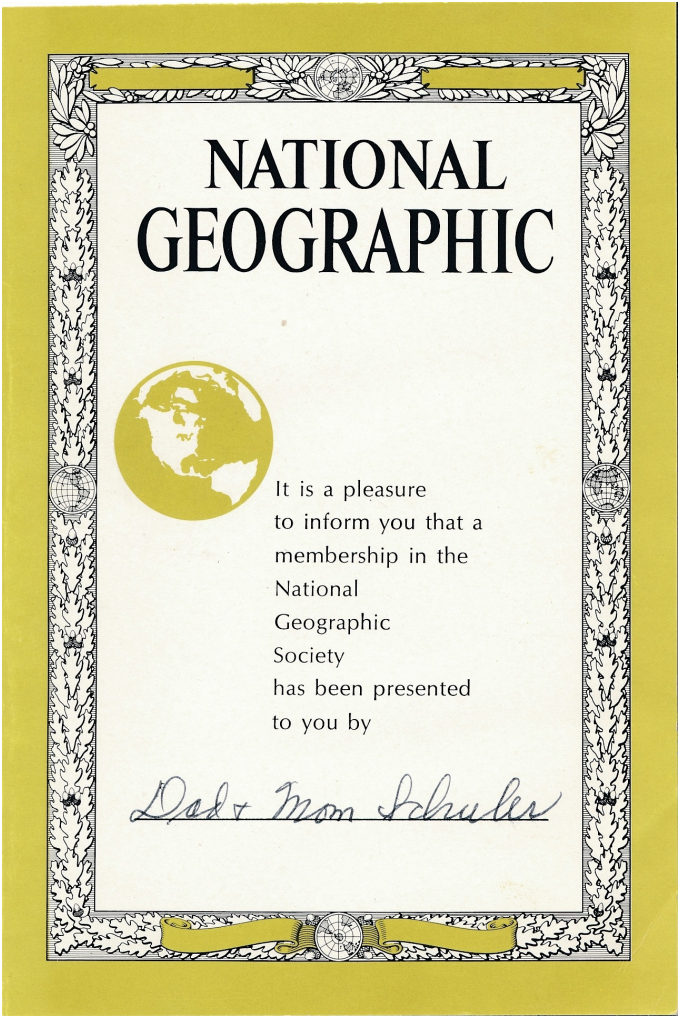 NATIONAL
GEOGRAPHIC
It is a pleasure
to inform you that a
membership in the
National
Geographic
Society
has been presented
to you by
Dad + Mom Schuler